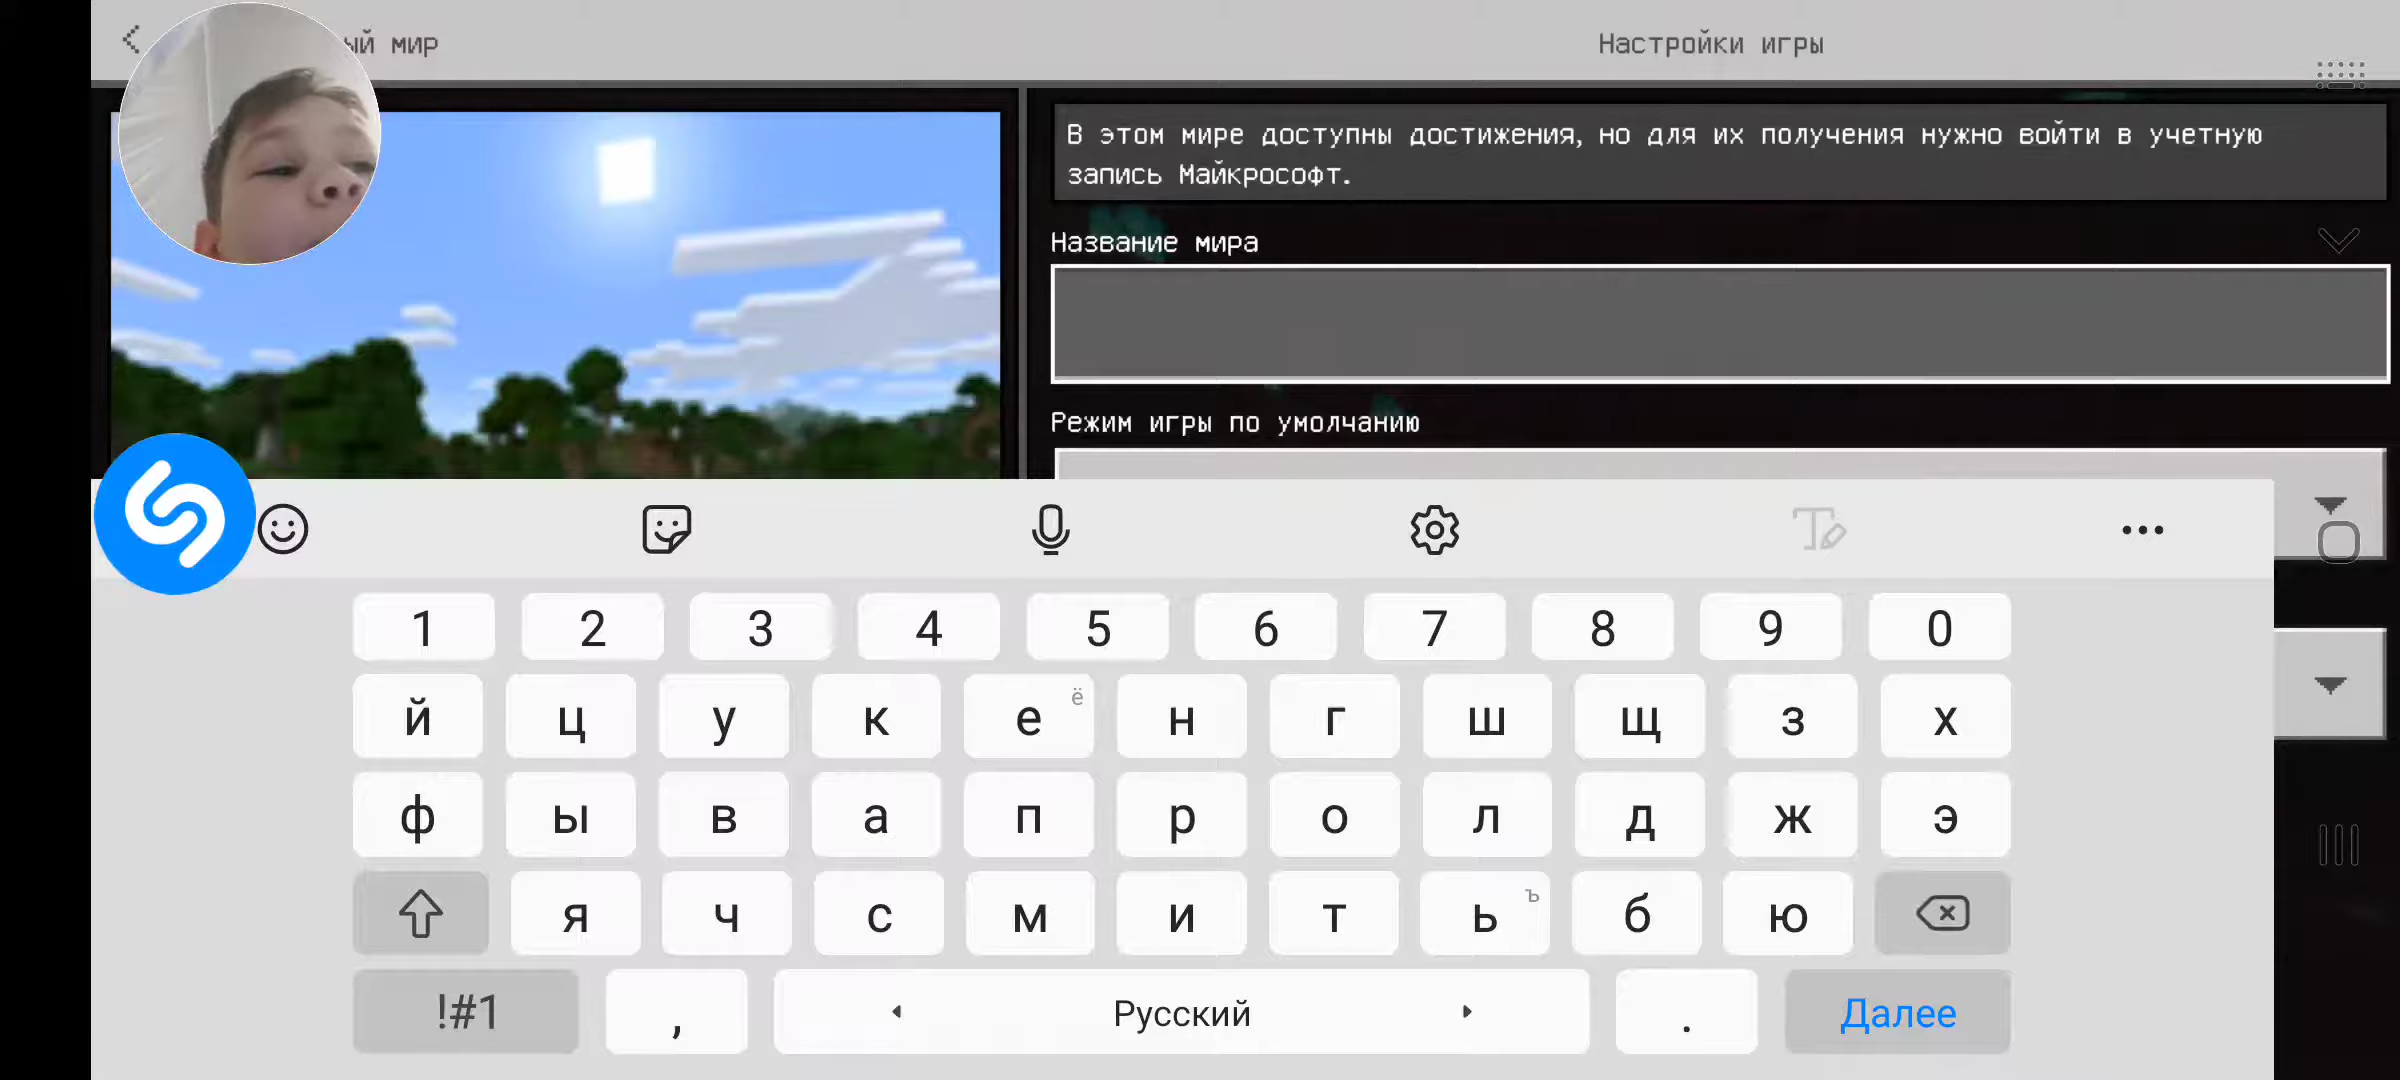 ый мир
Настройки игры
В этом мире доступны достижения, но для их получения нужно войти в учетную
запись Майкрософт.
Название мира
Режим игры по умолчанию
1 2 3 4 5 6 7 8 9 0
й ц у к е ё н г ш щ з х
ф ы в а п р о л д ж э
я ч с м и т ь ъ б ю
!#1 , Русский . Далее